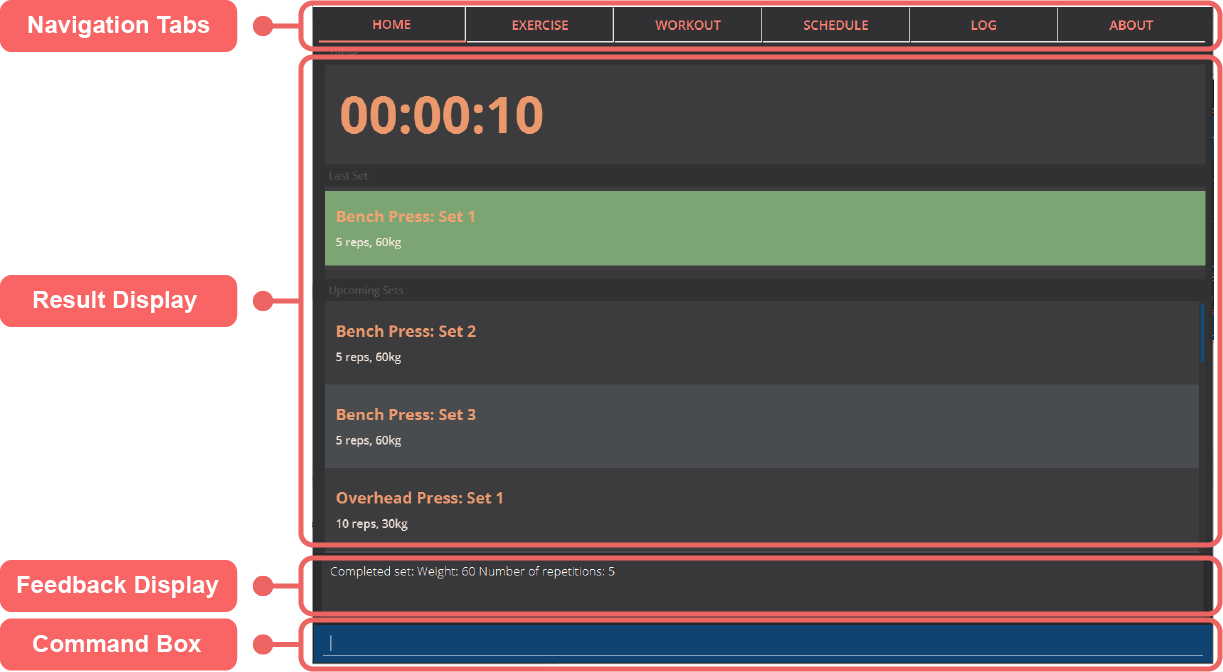 Navigation Tabs
HOME EXERCISE WORKOUT SCHEDULE LOG ABOUT
00:00:10
Last Set
Bench Press: Set 1
5 reps, 60kg
Result Display
Upcoming Sets
Bench Press: Set 2
5 reps, 60kg
Bench Press: Set 3
5 reps, 60kg
Overhead Press: Set 1
10 reps, 30kg
Feedback Display
Completed set: Weight: 60 Number of repetitions: 5
Command Box